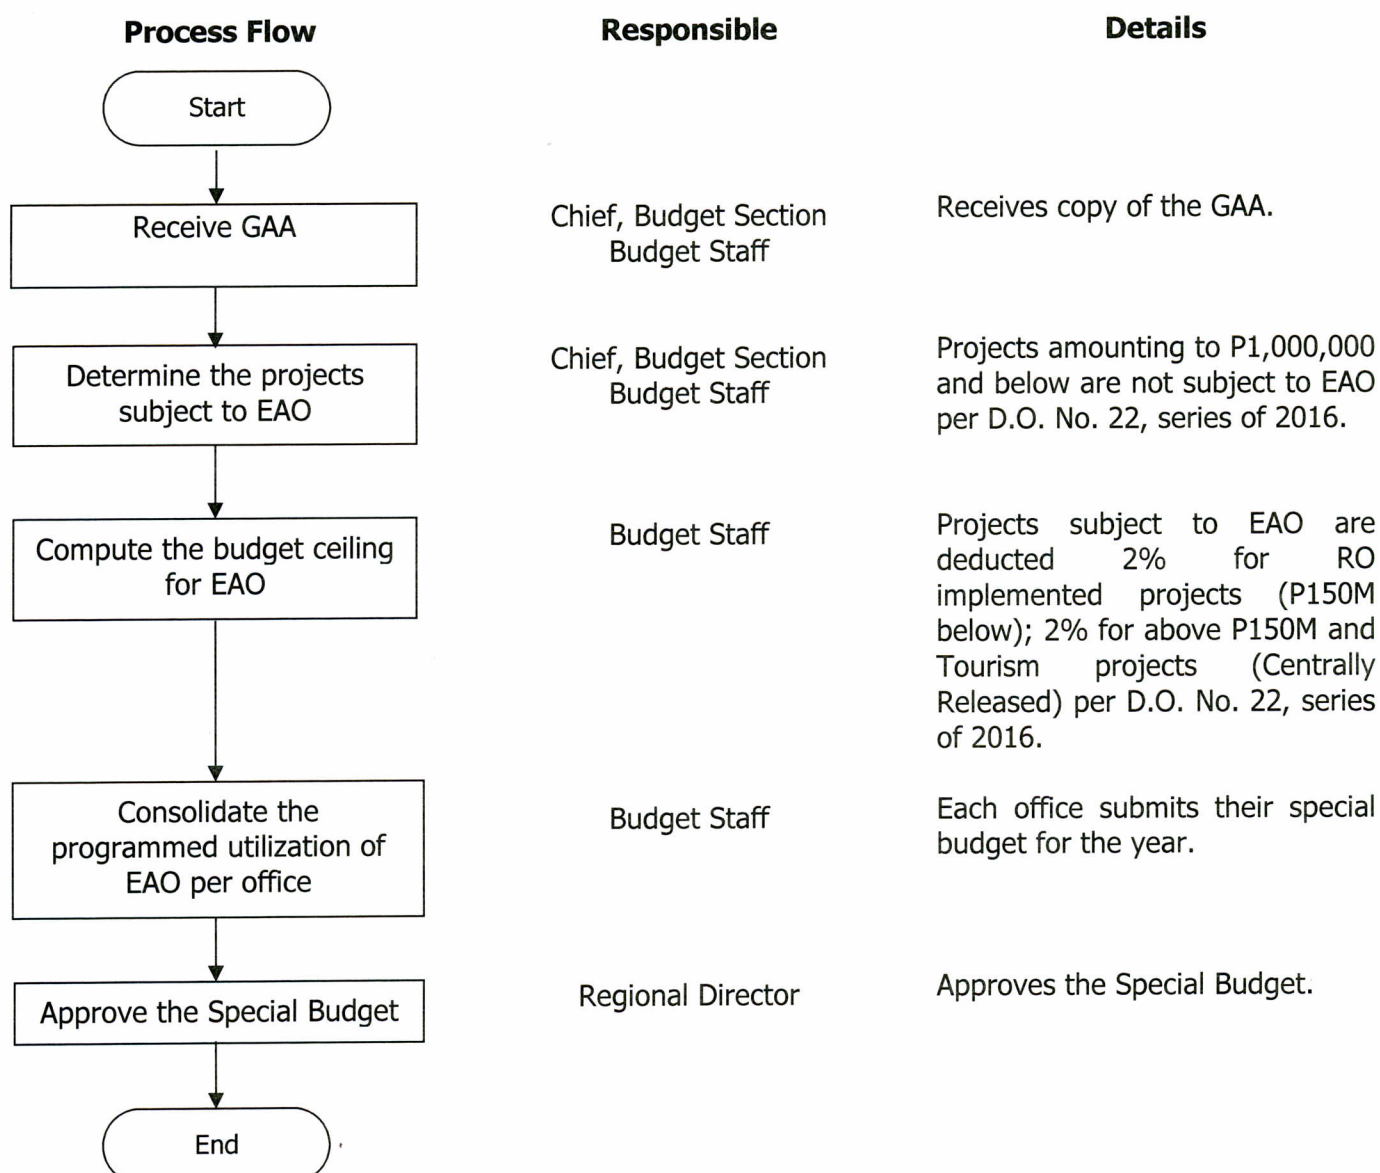 Process Flow
Responsible
Details
Start
Receive GAA
Chief, Budget Section
Budget Staff
Receives copy of the GAA.
Determine the projects
subject to EAO
Chief, Budget Section
Budget Staff
Projects amounting to P1,000,000
and below are not subject to EAO
per D.O. No. 22, series of 2016.
Compute the budget ceiling
for EAO
Budget Staff
Projects subject to EAO are
deducted 2% for RO
implemented projects (P150M
below); 2% for above P150M and
Tourism projects (Centrally
Released) per D.O. No. 22, series
of 2016.
Consolidate the
programmed utilization of
EAO per office
Budget Staff
Each office submits their special
budget for the year.
Approve the Special Budget
Regional Director
Approves the Special Budget.
End